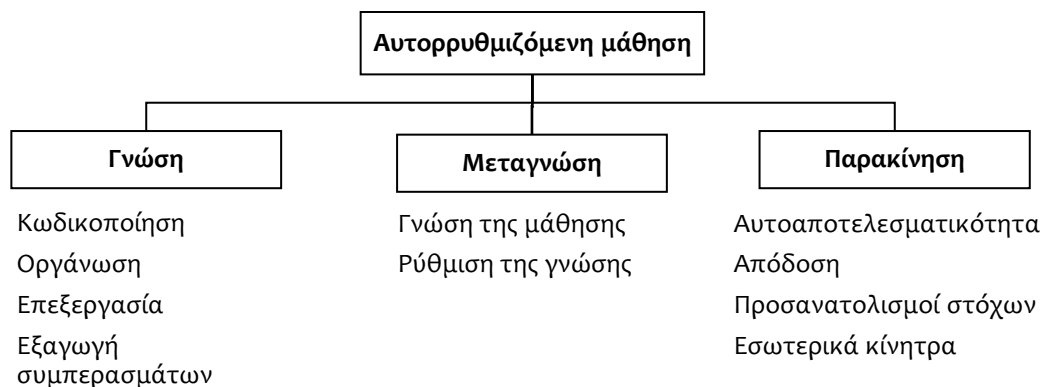 Αυτορρυθμιζόμενη μάθηση
Γνώση
Κωδικοποίηση
Οργάνωση
Επεξεργασία
Εξαγωγή
συμπερασμάτων
Μεταγνώση
Γνώση της μάθησης
Ρύθμιση της γνώσης
Παρακίνηση
Αυτοαποτελεσματικότητα
Απόδοση
Προσανατολισμοί στόχων
Εσωτερικά κίνητρα